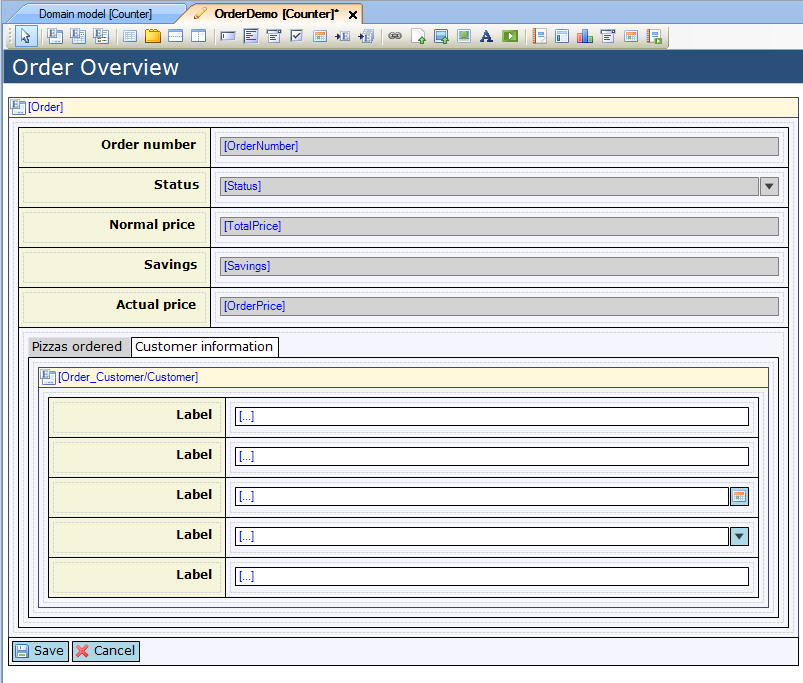 Domain model [Counter]
OrderDemo [Counter]*
Order Overview
[Order]
Order number
[OrderNumber]
Status
[Status]
Normal price
[TotalPrice]
Savings
[Savings]
Actual price
[OrderPrice]
Pizzas ordered
Customer information
[Order_Customer/Customer]
Label
[...]
Label
[...]
Label
[...]
Label
[...]
Label
[...]
Save
Cancel